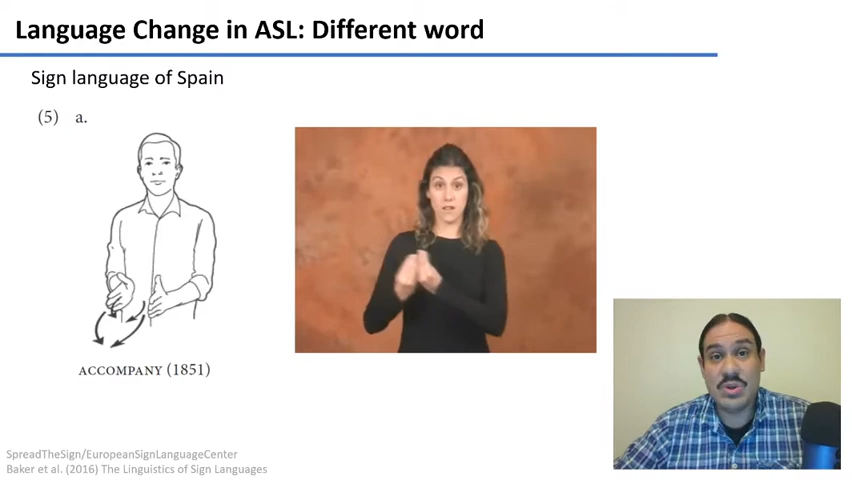 Language Change in ASL: Different word
Sign language of Spain
(5) a.
ACCOMPANY (1851)
SpreadTheSign/EuropeanSignLanguageCenter
Baker et al. (2016) The Linguistics of Sign Languages